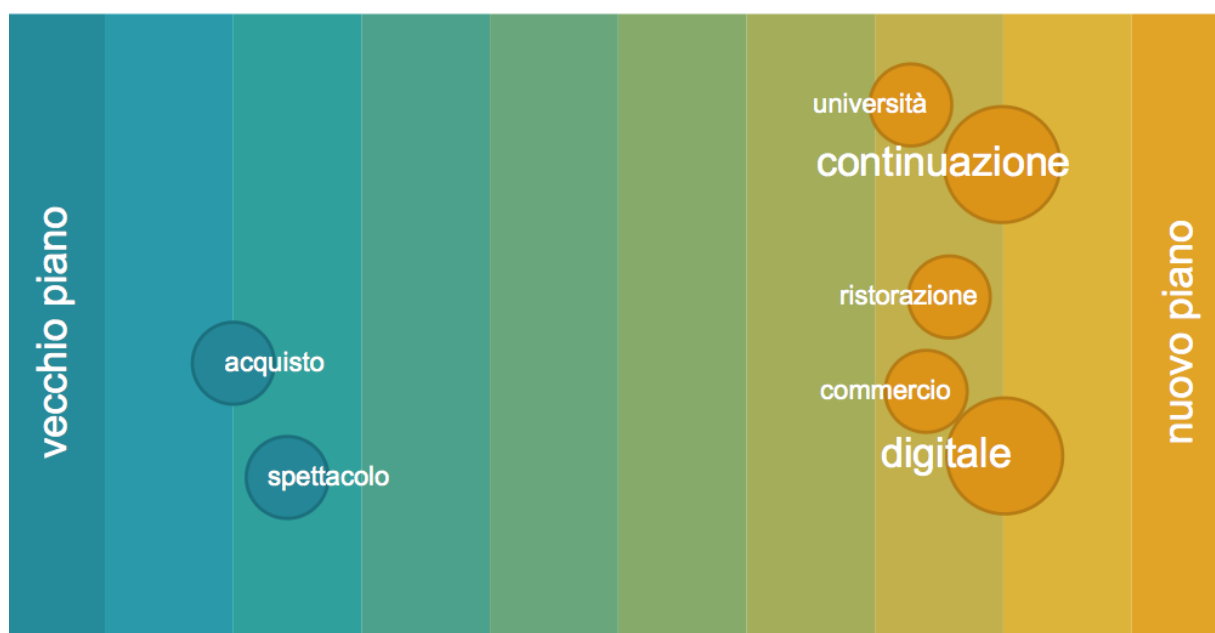 vecchio piano
università
continuazione
ristorazione
acquisto
commercio
digitale
spettacolo
nuovo piano